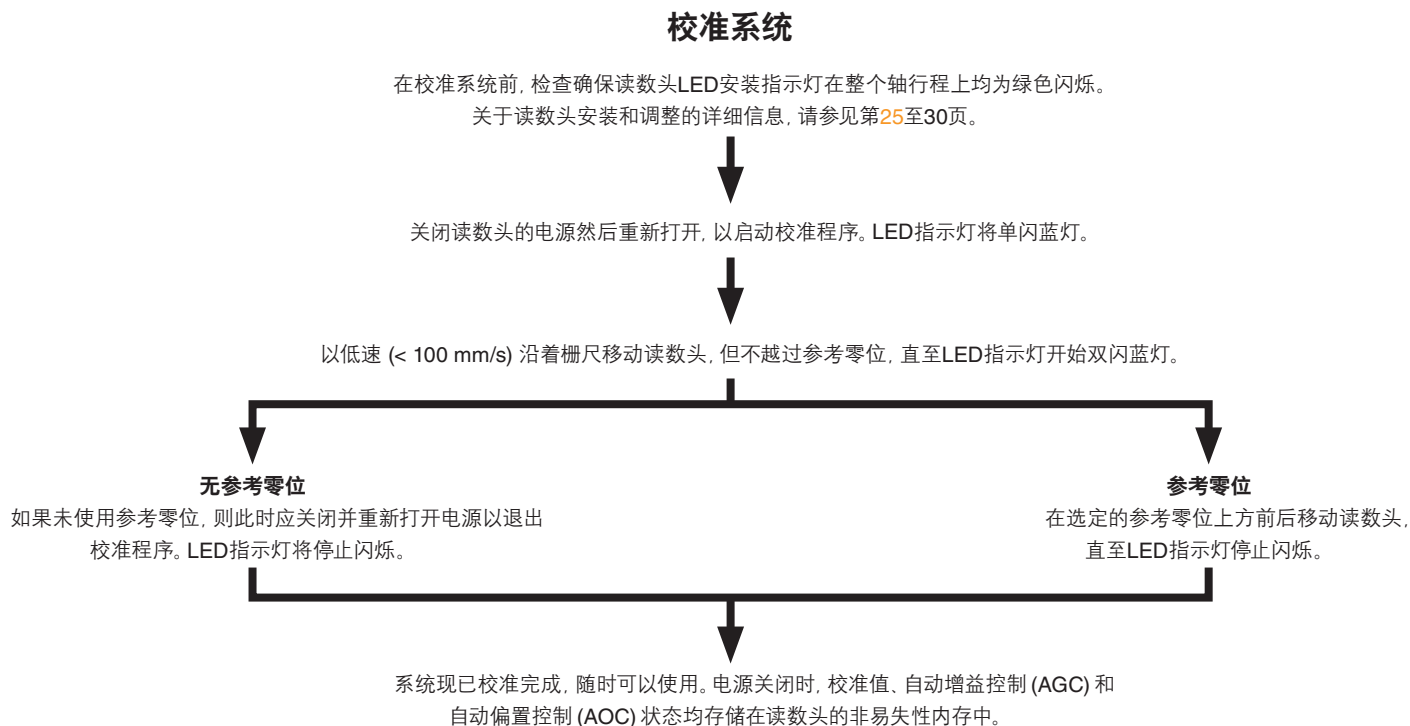 校准系统
在校准系统前, 检查确保读数头LED安装指示灯在整个轴行程上均为绿色闪烁。
关于读数头安装和调整的详细信息, 请参见第25至30页。
关闭读数头的电源然后重新打开, 以启动校准程序。LED指示灯将单闪蓝灯。
以低速 (< 100 mm/s) 沿着栅尺移动读数头, 但不越过参考零位, 直至LED指示灯开始双闪蓝灯。
无参考零位
如果未使用参考零位, 则此时应关闭并重新打开电源以退出
校准程序。LED指示灯将停止闪烁。
参考零位
在选定的参考零位上方前后移动读数头,
直至LED指示灯停止闪烁。
系统现已校准完成, 随时可以使用。电源关闭时, 校准值、自动增益控制 (AGC) 和
自动偏置控制 (AOC) 状态均存储在读数头的非易失性内存中。